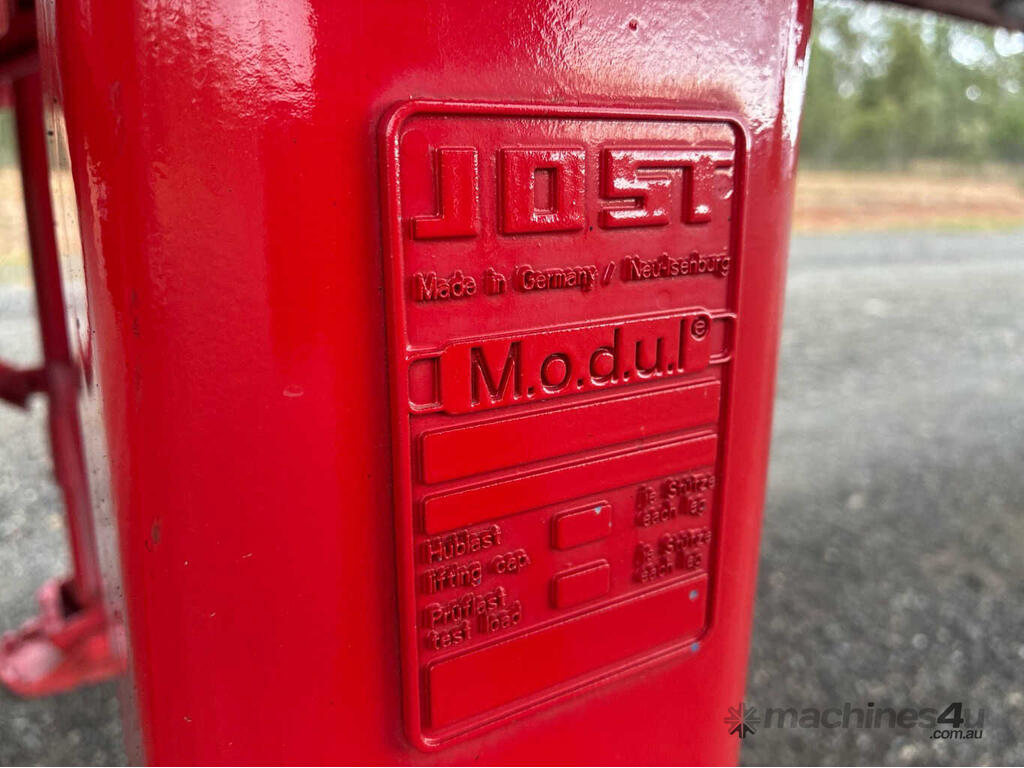 JOST
Made in Germany / Neu-Isenburg
M.o.d.u.l®
Hublast
lifting cap.
je Stütze
each leg
Prüflast
test load
je Stütze
each leg
machines4u
.com.au